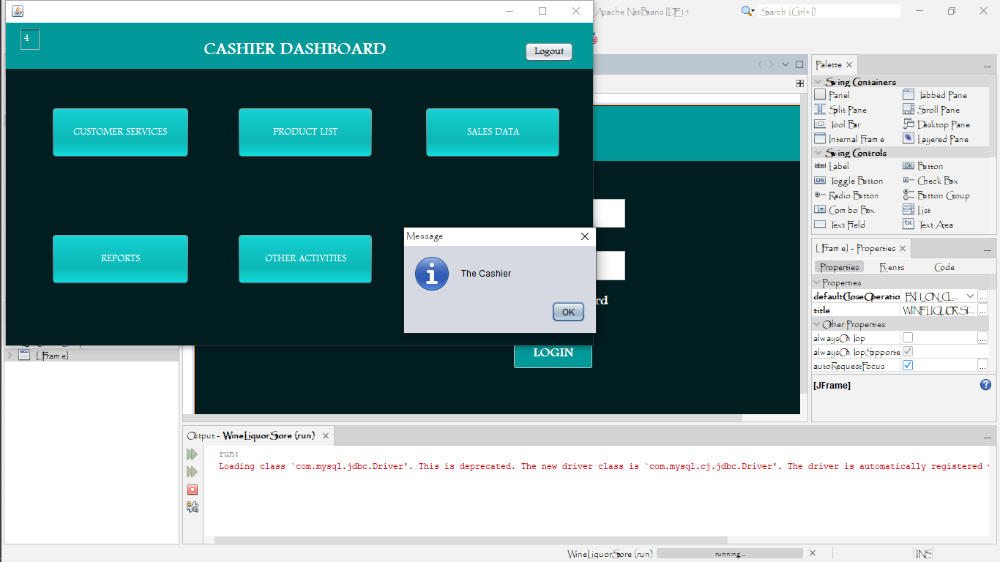 Apache NetBeans IDE 15
Search (Ctrl+I)
4
CASHIER DASHBOARD
Logout
CUSTOMER SERVICES
PRODUCT LIST
SALES DATA
REPORTS
OTHER ACTIVITIES
Message
The Cashier
OK
rd
LOGIN
[JFrame]
Palette
Swing Containers
Panel
Tabbed Pane
Split Pane
Scroll Pane
Tool Bar
Desktop Pane
Internal Frame
Layered Pane
Swing Controls
label Label
OK Button
ON Toggle Button
Check Box
Radio Button
Button Group
Combo Box
List
Text Field
Text Area
[JFrame] - Properties
Properties
Events
Code
Properties
defaultCloseOperatio
EXIT_ON_CL...
...
title
WINE LIQUOR ST...
...
Other Properties
alwaysOnTop
...
alwaysOnTopSupporte
autoRequestFocus
...
[JFrame]
Output - WineLiquorStore (run)
run:
Loading class `com.mysql.jdbc.Driver'. This is deprecated. The new driver class is `com.mysql.cj.jdbc.Driver'. The driver is automatically registered
WineLiquorStore (run)
running...
INS